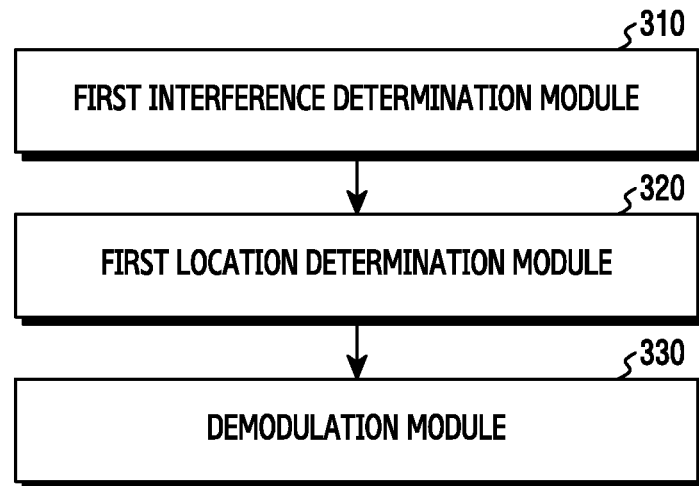 310
FIRST INTERFERENCE DETERMINATION MODULE
320
FIRST LOCATION DETERMINATION MODULE
330
DEMODULATION MODULE